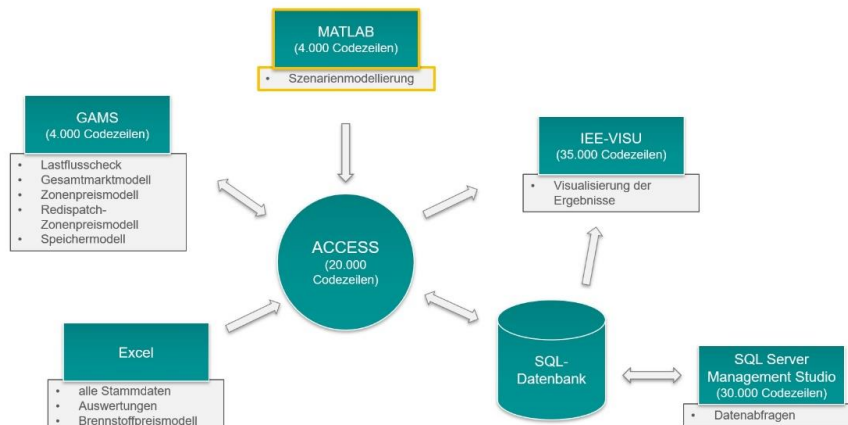 MATLAB
(4.000 Codezeilen)
• Szenarienmodellierung
GAMS
(4.000 Codezeilen)
• Lastflusscheck
• Gesamtmarktmodell
• Zonenpreismodell
• Redispatch-
Zonenpreismodell
• Speichermodell
IEE-VISU
(35.000 Codezeilen)
• Visualisierung der
Ergebnisse
ACCESS
(20.000
Codezeilen)
Excel
• alle Stammdaten
• Auswertungen
• Brennstoffpreismodell
SQL-
Datenbank
SQL Server
Management Studio
(30.000 Codezeilen)
• Datenabfragen